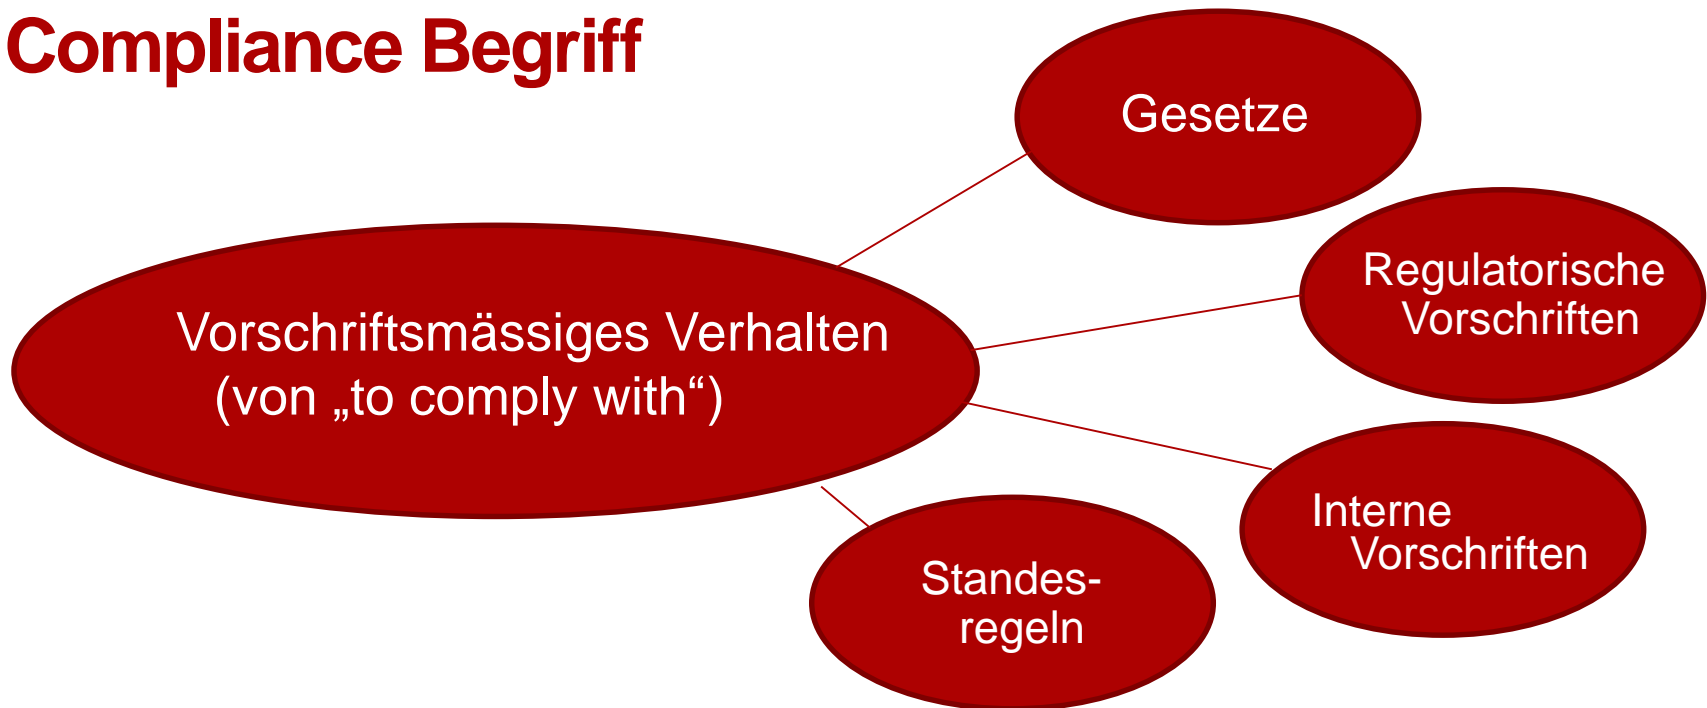 Compliance Begriff
Gesetze
Regulatorische
Vorschriften
Vorschriftsmässiges Verhalten
(von „to comply with“)
Interne
Vorschriften
Standes-
regeln